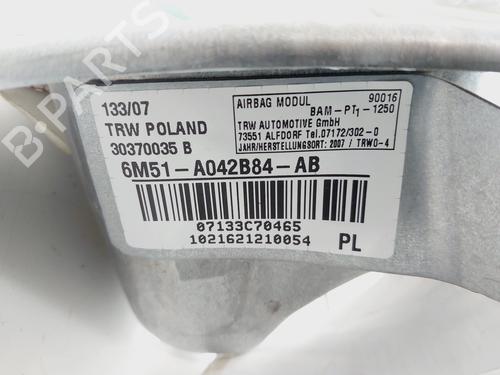 B-PARTS
133/07
TRW POLAND
30370035 B
6M51-A042B84-AB
AIRBAG MODUL 90016
BAM-PT1-1250
TRW AUTOMOTIVE GmbH
73551 ALFDORF Tel.07172/302-0
JAHR/HERSTELLUNGSORT: 2007 / TRWO-4
07133C70465
1021621210054
PL